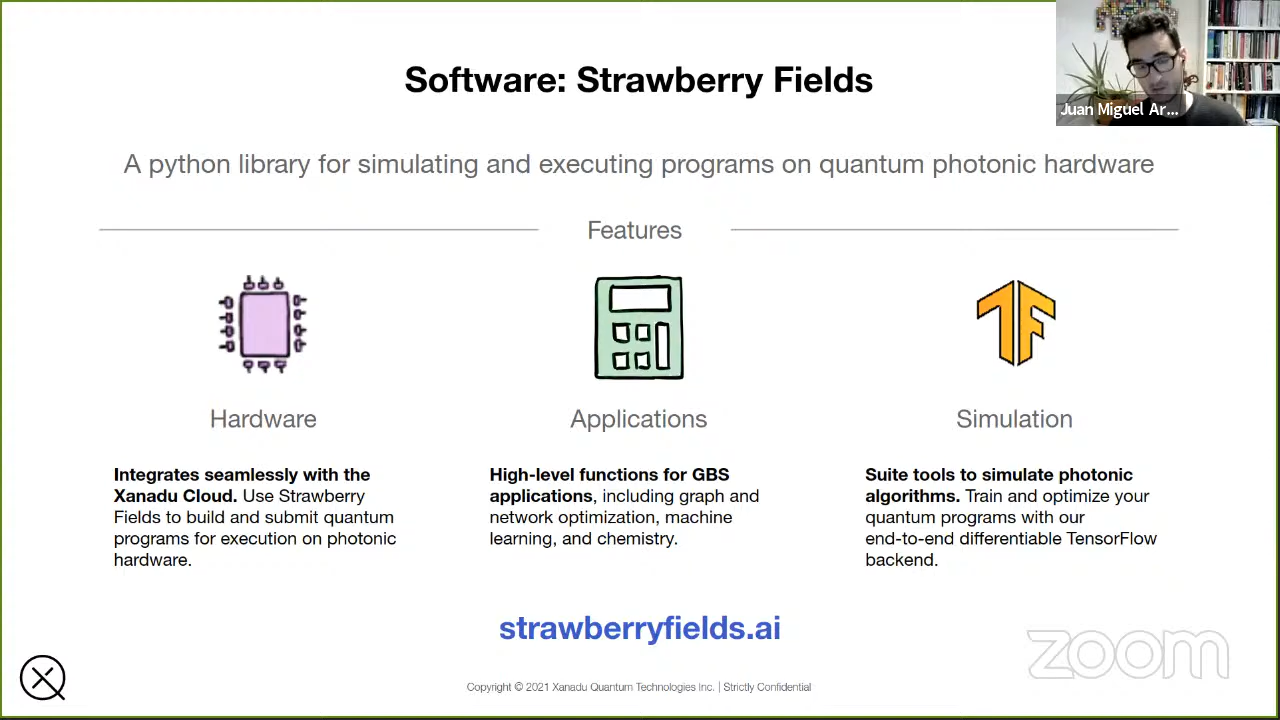 Software: Strawberry Fields
Juan Miguel Ar...
A python library for simulating and executing programs on quantum photonic hardware
Features
Hardware
Integrates seamlessly with the
Xanadu Cloud. Use Strawberry
Fields to build and submit quantum
programs for execution on photonic
hardware.
Applications
High-level functions for GBS
applications, including graph and
network optimization, machine
learning, and chemistry.
TF
Simulation
Suite tools to simulate photonic
algorithms. Train and optimize your
quantum programs with our
end-to-end differentiable TensorFlow
backend.
strawberryfields.ai
zoom
Copyright © 2021 Xanadu Quantum Technologies Inc. | Strictly Confidential